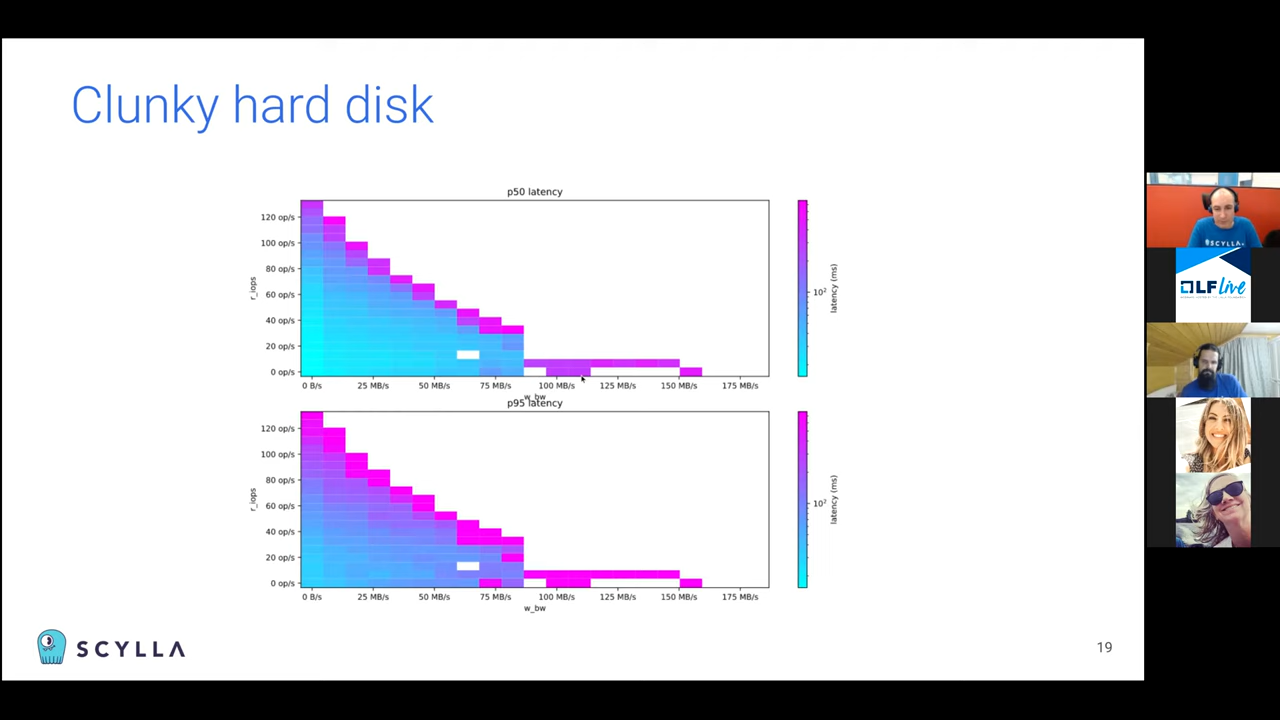 Clunky hard disk
p50 latency
120 op/s
100 op/s
80 op/s
60 op/s
40 op/s
20 op/s
0 op/s
r_iops
0 B/s 25 MB/s 50 MB/s 75 MB/s 100 MB/s 125 MB/s 150 MB/s 175 MB/s
w_bw
10²
latency (ms)
p95 latency
120 op/s
100 op/s
80 op/s
60 op/s
40 op/s
20 op/s
0 op/s
r_iops
0 B/s 25 MB/s 50 MB/s 75 MB/s 100 MB/s 125 MB/s 150 MB/s 175 MB/s
w_bw
10²
latency (ms)
SCYLLA
19
SCYLLA
LF Live